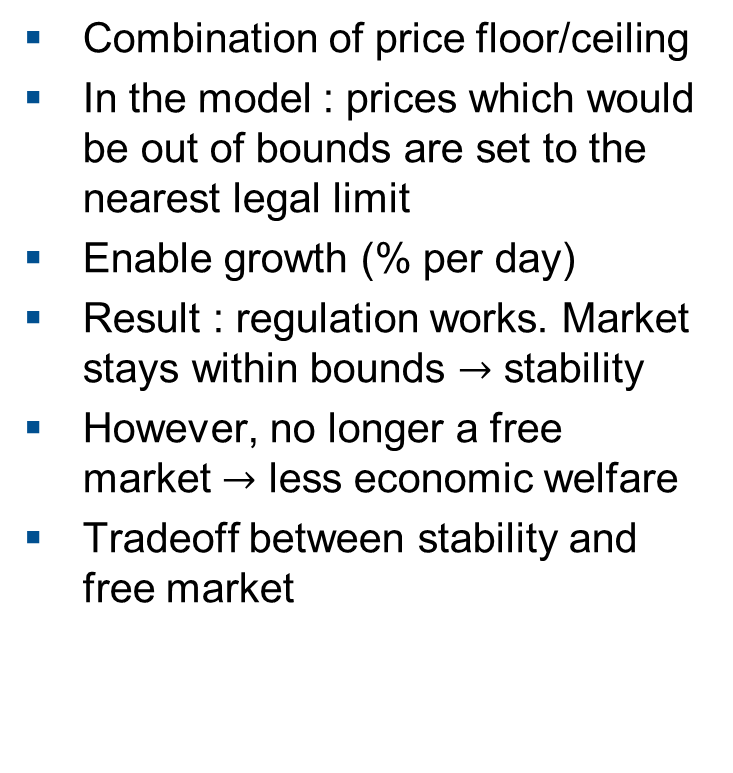 ▪ Combination of price floor/ceiling
▪ In the model : prices which would
be out of bounds are set to the
nearest legal limit
▪ Enable growth (% per day)
▪ Result : regulation works. Market
stays within bounds → stability
▪ However, no longer a free
market → less economic welfare
▪ Tradeoff between stability and
free market